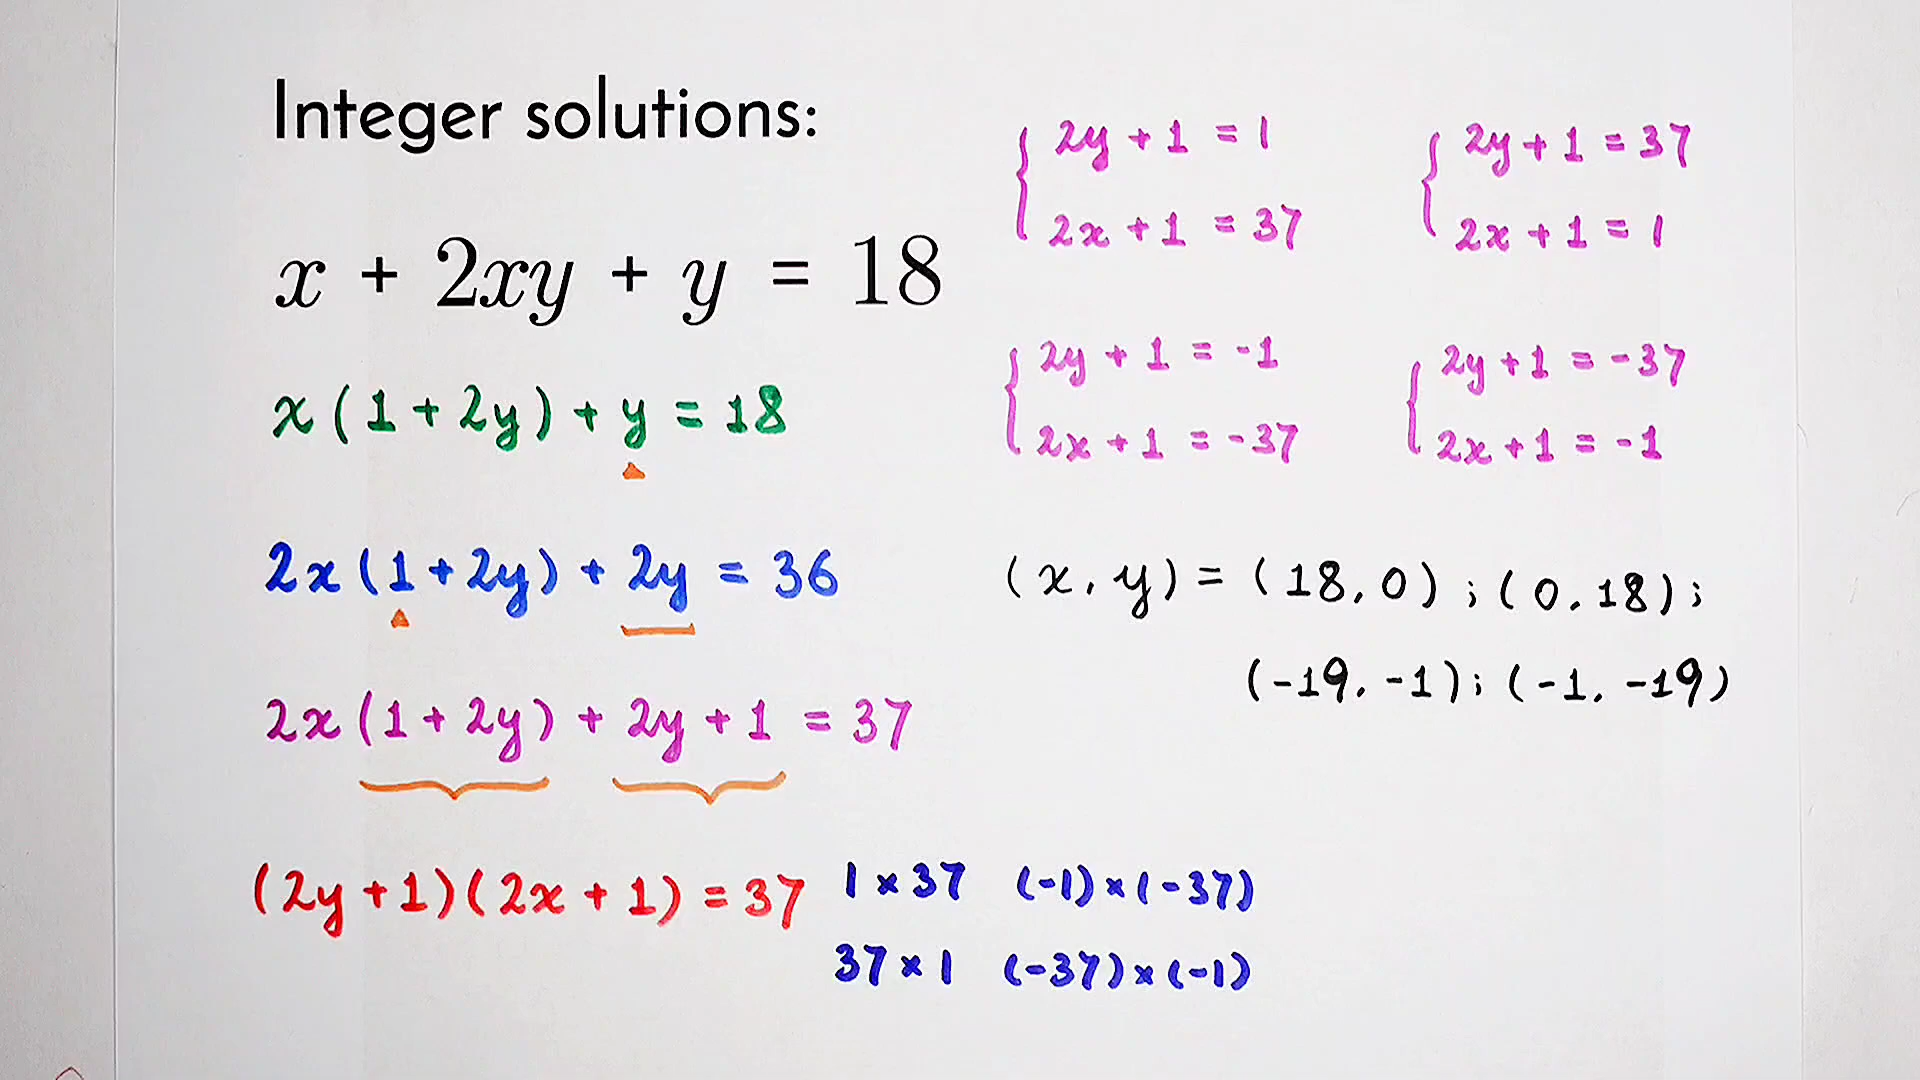 Integer solutions:
x + 2xy + y = 18
x(1+2y)+y=18
2x(1+2y)+2y=36
2x(1+2y)+2y+1=37
(2y+1)(2x+1)=37
1×37 (-1)×(-37)
37×1 (-37)×(-1)
2y+1=1
2x+1=37
2y+1=37
2x+1=1
2y+1=-1
2x+1=-37
2y+1=-37
2x+1=-1
(x,y)=(18,0);(0,18);
(-19,-1);(-1,-19)